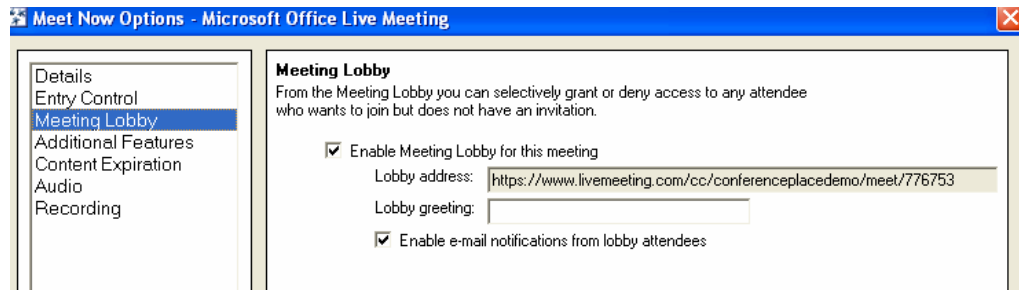 Meet Now Options - Microsoft Office Live Meeting
Details
Entry Control
Meeting Lobby
Additional Features
Content Expiration
Audio
Recording
Meeting Lobby
From the Meeting Lobby you can selectively grant or deny access to any attendee
who wants to join but does not have an invitation.
Enable Meeting Lobby for this meeting
Lobby address: https://www.livemeeting.com/cc/conferenceplacedemo/meet/776753
Lobby greeting:
Enable e-mail notifications from lobby attendees